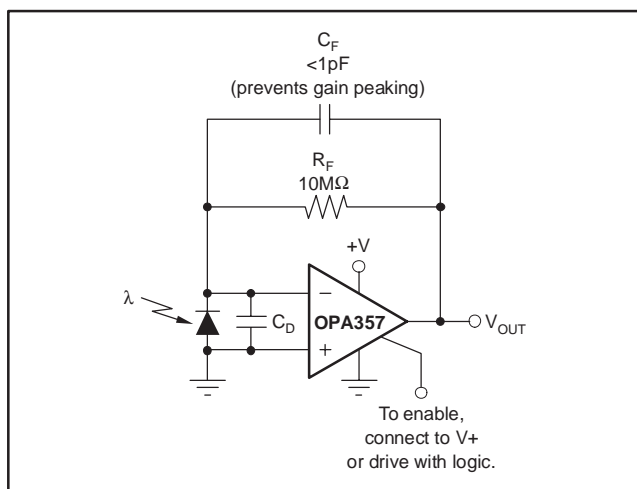 C_F
<1pF
(prevents gain peaking)
R_F
10MΩ
+V
λ
−
C_D
OPA357
V_OUT
+
To enable,
connect to V+
or drive with logic.